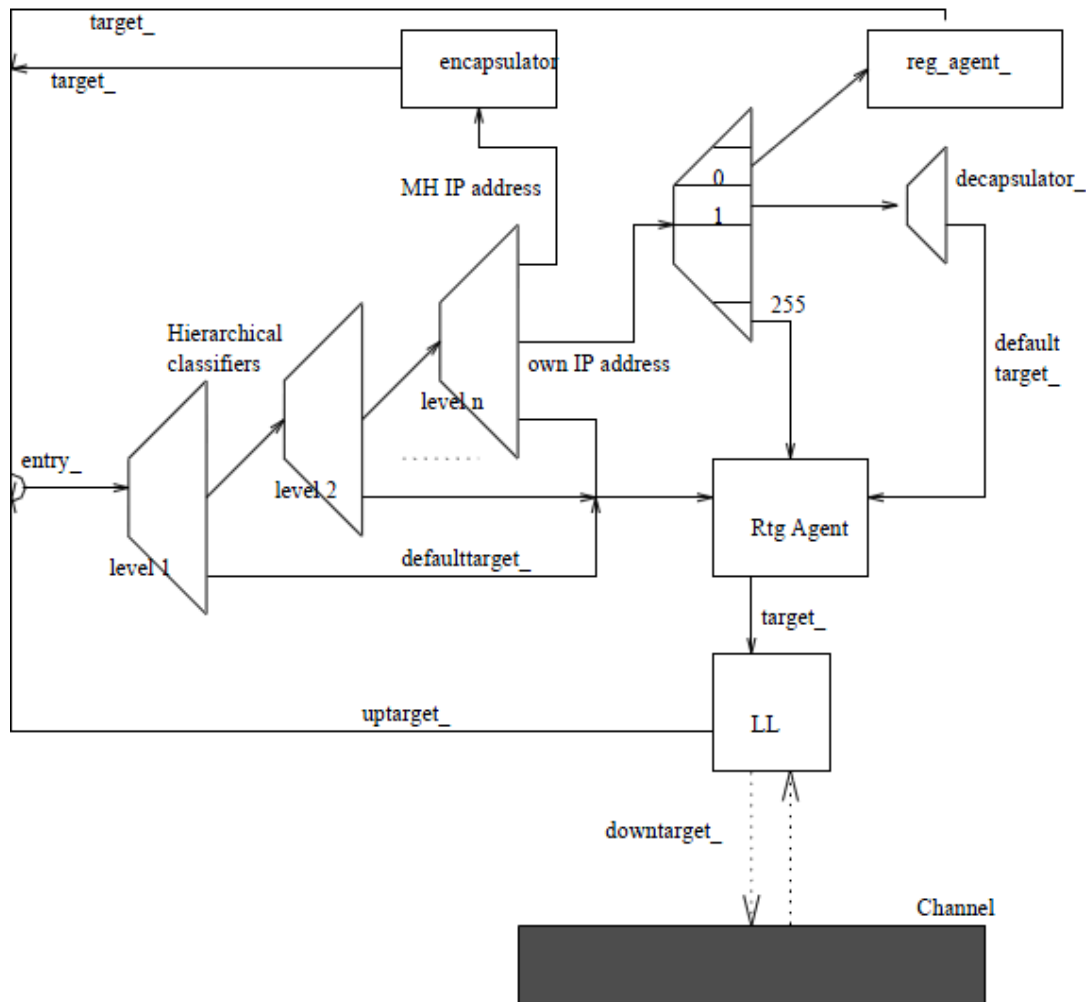 target_
encapsulator
reg_agent_
target_
MH IP address
0
decapsulator_
1
255
Hierarchical
classifiers
default
target_
own IP address
level n
entry_
level 2
Rtg Agent
level 1
defaulttarget_
target_
uptarget_
LL
downtarget_
Channel